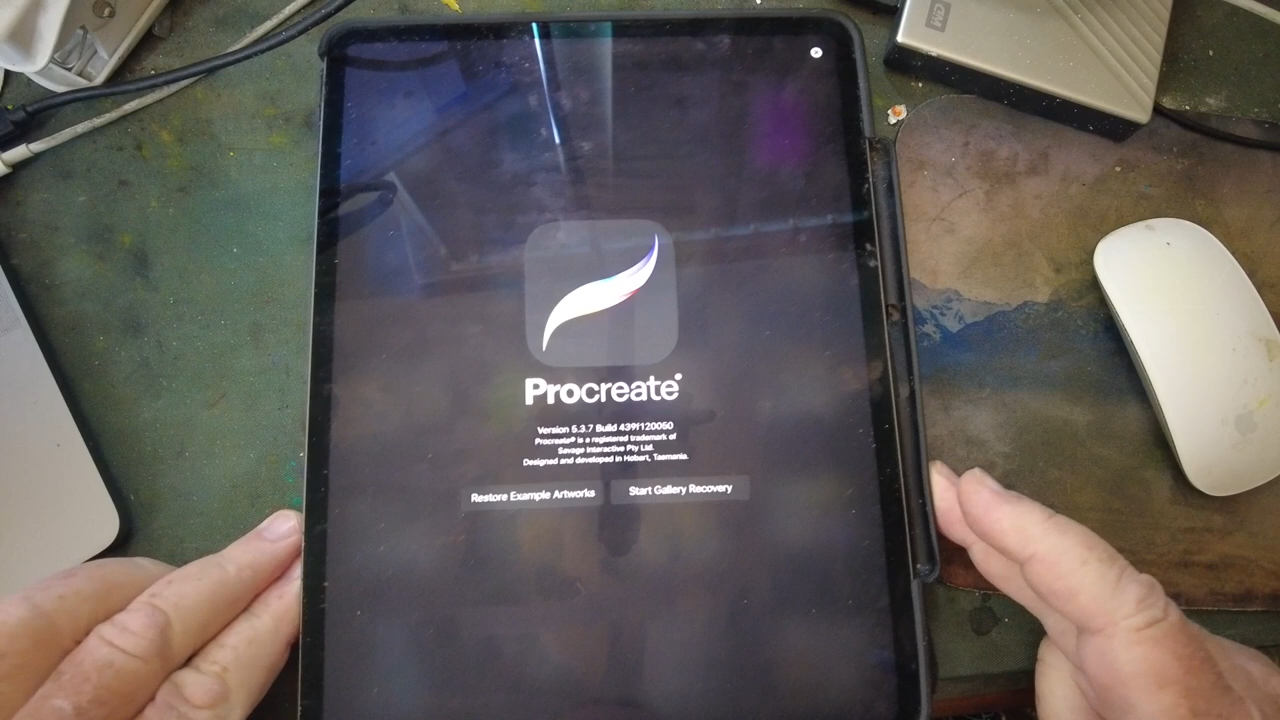 Procreate®
Version 5.3.7 Build 439f120050
Procreate® is a registered trademark of
Savage Interactive Pty Ltd.
Designed and developed in Hobart, Tasmania.
Restore Example Artworks
Start Gallery Recovery